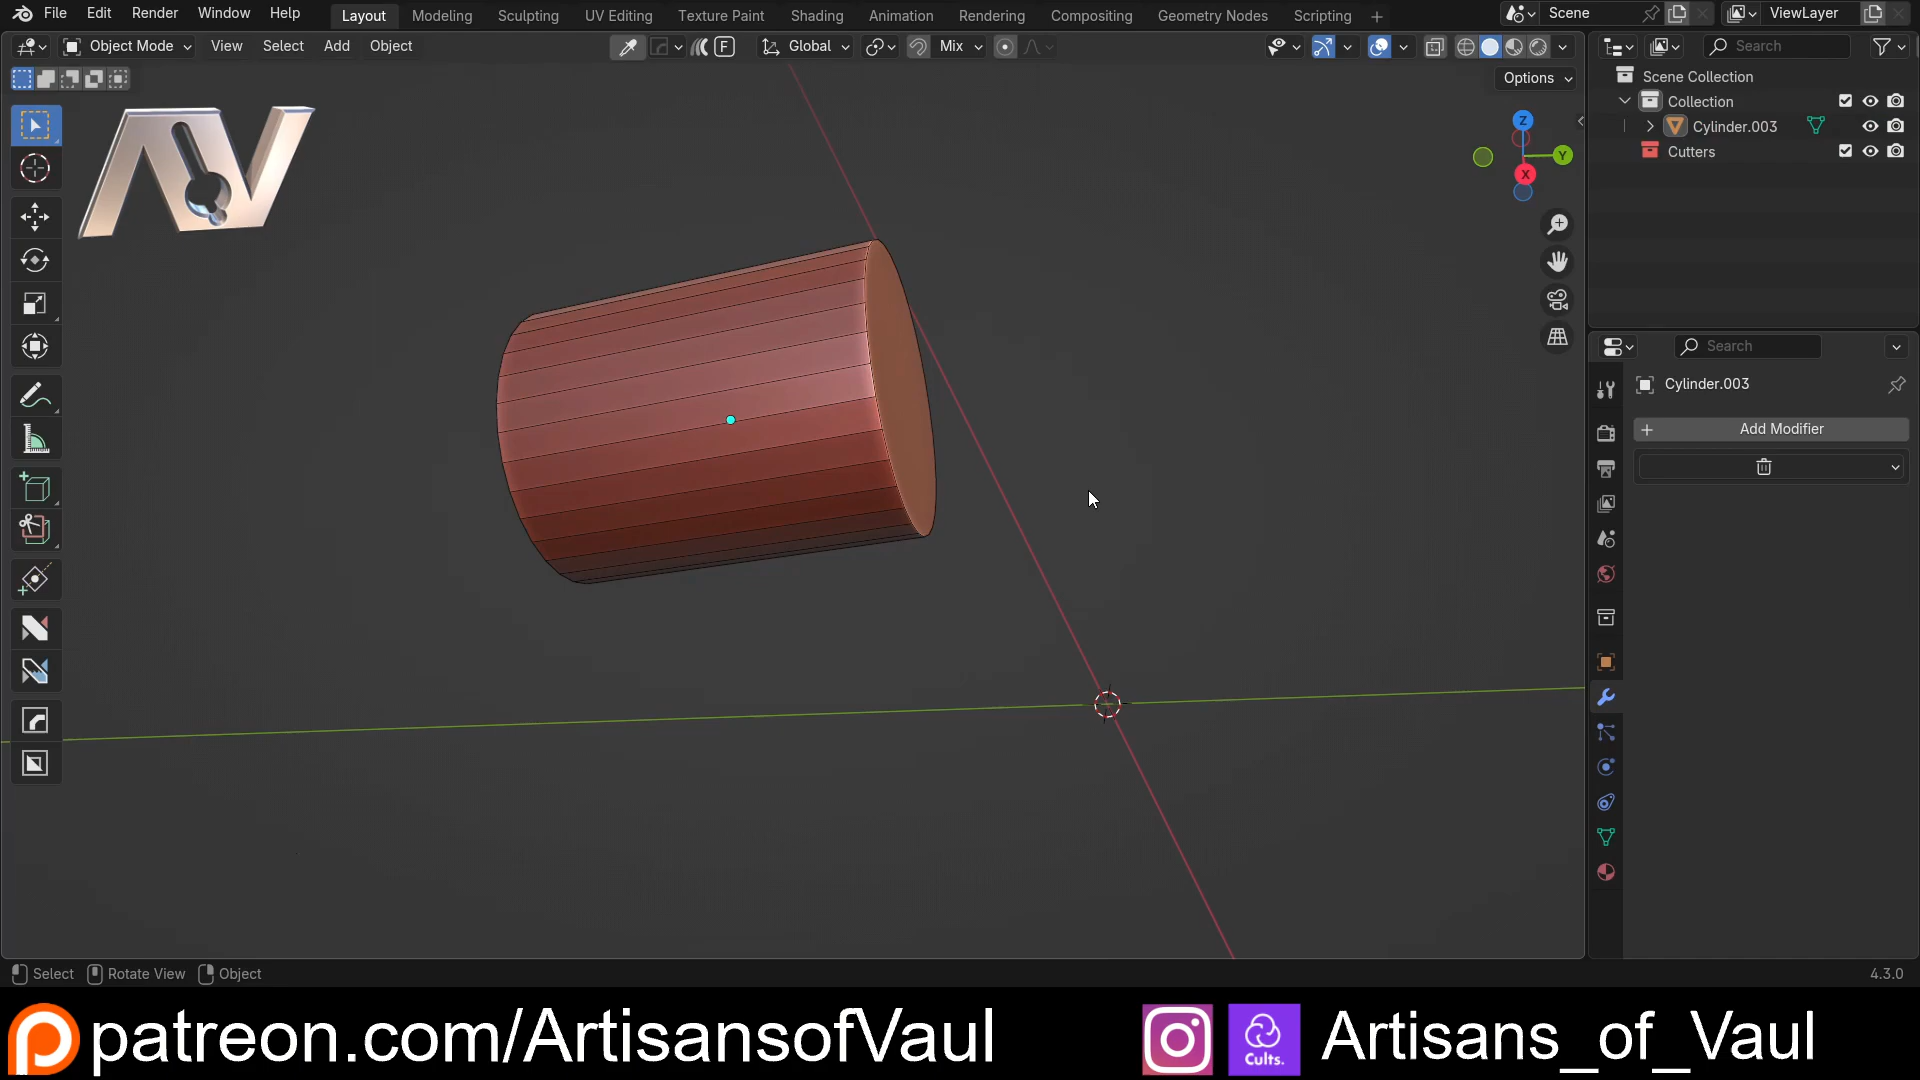 File Edit Render Window Help Layout Modeling Sculpting UV Editing Texture Paint Shading Animation Rendering Compositing Geometry Nodes Scripting + Scene ViewLayer
Object Mode View Select Add Object F Global Mix Search
Options
Scene Collection
Collection
Cylinder.003
Cutters
Z
Y
X
Search
Cylinder.003
+ Add Modifier
Select Rotate View Object 4.3.0
patreon.com/ArtisansofVaul Cults. Artisans_of_Vaul